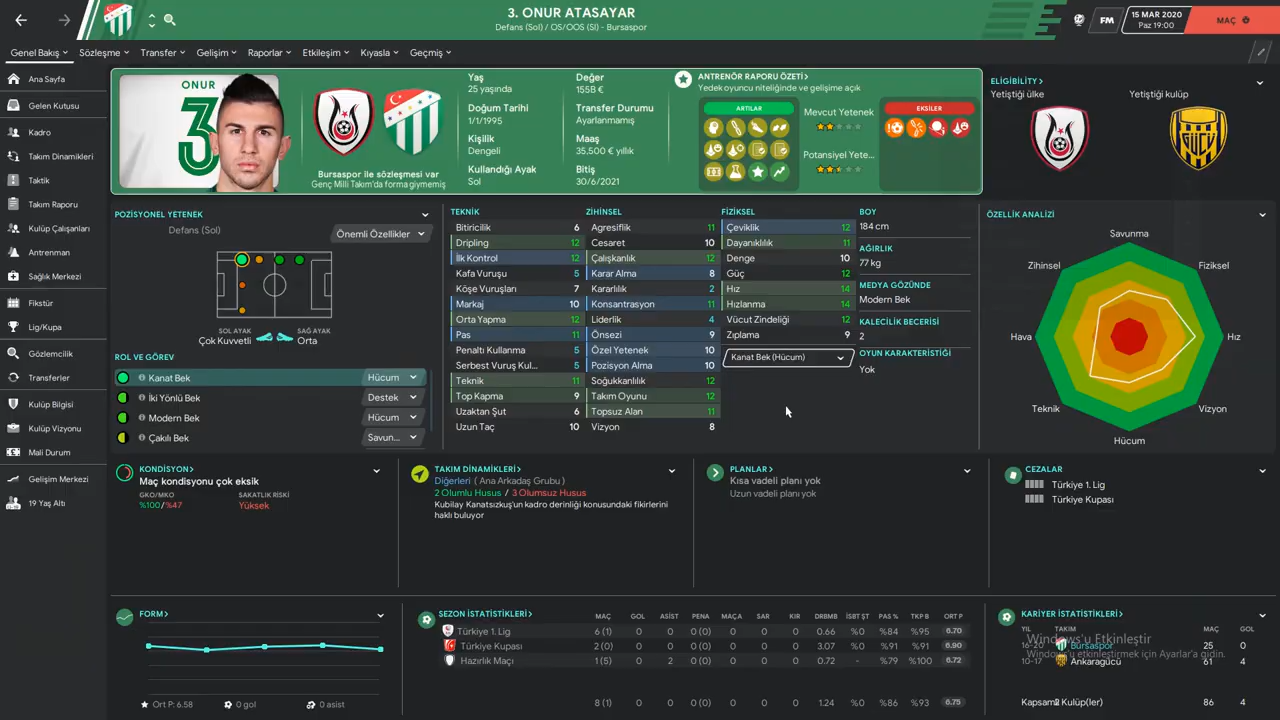 3. ONUR ATASAYAR
Defans (Sol) / OS/OOS (Sl) - Bursaspor
FM
15 MAR 2020
Paz 19:00
MAÇ
Genel Bakış
Sözleşme
Transfer
Gelişim
Raporlar
Etkileşim
Kıyasla
Geçmiş
Ana Sayfa
Gelen Kutusu
Kadro
Takım Dinamikleri
Taktik
Takım Raporu
Kulüp Çalışanları
Antrenman
Sağlık Merkezi
Fikstür
Lig/Kupa
Gözlemcilik
Transferler
Kulüp Bilgisi
Kulüp Vizyonu
Mali Durum
Gelişim Merkezi
19 Yaş Altı
ONUR
3
Bursaspor ile sözleşmesi var
Genç Milli Takım'da forma giymemiş
Yaş
25 yaşında
Doğum Tarihi
1/1/1995
Kişilik
Dengeli
Kullandığı Ayak
Sol
Değer
155B €
Transfer Durumu
Ayarlanmamış
Maaş
35,500 € yıllık
Bitiş
30/6/2021
ANTRENÖR RAPORU ÖZETİ
Yedek oyuncu niteliğinde ve gelişime açık
ARTILAR
Mevcut Yetenek
Potansiyel Yete...
EKSİLER
ELIGIBILITY
Yetiştiği ülke
Yetiştiği kulüp
GÜCÜ
POZİSYONEL YETENEK
Defans (Sol)
Önemli Özellikler
SOL AYAK
Çok Kuvvetli
SAĞ AYAK
Orta
ROL VE GÖREV
Kanat Bek Hücum
İki Yönlü Bek Destek
Modern Bek Hücum
Çakılı Bek Savun...
TEKNİK
Bitiricilik 6
Dripling 12
İlk Kontrol 12
Kafa Vuruşu 5
Köşe Vuruşları 7
Markaj 10
Orta Yapma 12
Pas 11
Penaltı Kullanma 5
Serbest Vuruş Kul... 5
Teknik 11
Top Kapma 9
Uzaktan Şut 6
Uzun Taç 10
ZİHİNSEL
Agresiflik 11
Cesaret 10
Çalışkanlık 12
Karar Alma 8
Kararlılık 2
Konsantrasyon 11
Liderlik 4
Önsezi 9
Özel Yetenek 10
Pozisyon Alma 10
Soğukkanlılık 12
Takım Oyunu 12
Topsuz Alan 11
Vizyon 8
FİZİKSEL
Çeviklik 12
Dayanıklılık 11
Denge 10
Güç 12
Hız 14
Hızlanma 14
Vücut Zindeliği 12
Zıplama 9
Kanat Bek (Hücum)
BOY
184 cm
AĞIRLIK
77 kg
MEDYA GÖZÜNDE
Modern Bek
KALECİLİK BECERİSİ
2
OYUN KARAKTERİSTİĞİ
Yok
ÖZELLİK ANALİZİ
Savunma
Zihinsel
Fiziksel
Hava
Hız
Teknik
Vizyon
Hücum
KONDİSYON
Maç kondisyonu çok eksik
GKO/MKO
%100/%47
SAKATLIK RISKI
Yüksek
TAKIM DİNAMİKLERİ
Diğerleri ( Ana Arkadaş Grubu )
2 Olumlu Husus / 3 Olumsuz Husus
Kubilay Kanatsızkuş'un kadro derinliği konusundaki fikirlerini
haklı buluyor
PLANLAR
Kısa vadeli planı yok
Uzun vadeli planı yok
CEZALAR
Türkiye 1. Lig
Türkiye Kupası
FORM
Ort P: 6.58
0 gol
0 asist
SEZON İSTATİSTİKLERİ
MAÇ GOL ASİST PENA MAÇA SAR KIR DRBMB İSBT ŞT PAS % TKP B ORT P
Türkiye 1. Lig 6 (1) 0 0 0 (0) 0 0 0 0.66 %0 %84 %95 6.70
Türkiye Kupası 2 (0) 0 0 0 (0) 0 0 0 3.07 %0 %91 %91 6.90
Hazırlık Maçı 1 (5) 0 2 0 (0) 0 0 0 0.72 - %79 %100 6.72
8 (1) 0 0 0 (0) 0 0 0 1.24 %0 %86 %93 6.75
KARİYER İSTATİSTİKLERİ
YIL TAKIM MAÇ GOL
16-20 Bursaspor 25 0
10-17 Ankaragücü 61 4
Kapsam Kulüp(ler) 86 4
Windows'u Etkinleştir
Windows'u etkinleştirmek için Ayarlar'a gidin.